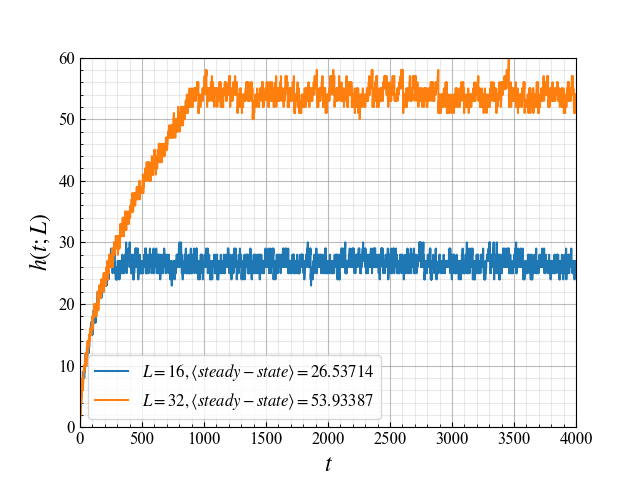 60
50
40
30
20
10
0
h(t; L)
L = 16, ⟨steady − state⟩ = 26.53714
L = 32, ⟨steady − state⟩ = 53.93387
0 500 1000 1500 2000 2500 3000 3500 4000
t